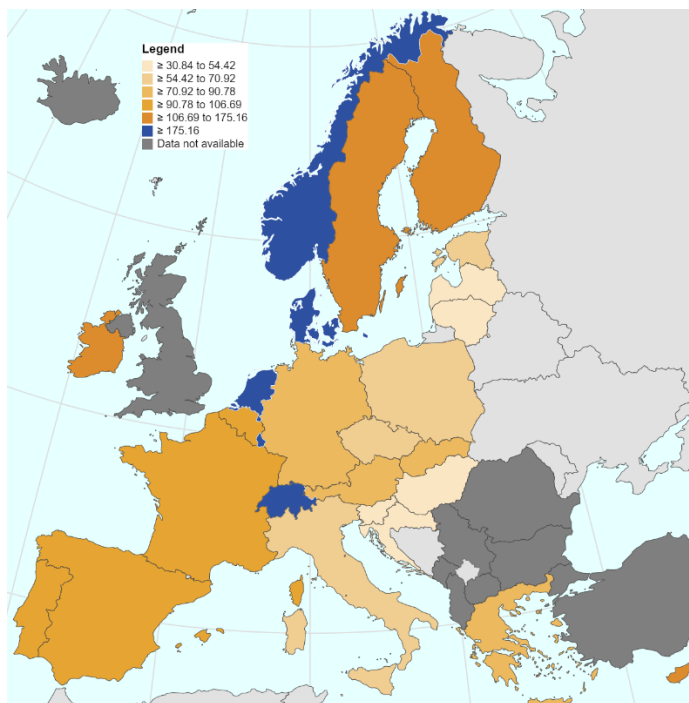 Legend
≥ 30.84 to 54.42
≥ 54.42 to 70.92
≥ 70.92 to 90.78
≥ 90.78 to 106.69
≥ 106.69 to 175.16
≥ 175.16
Data not available